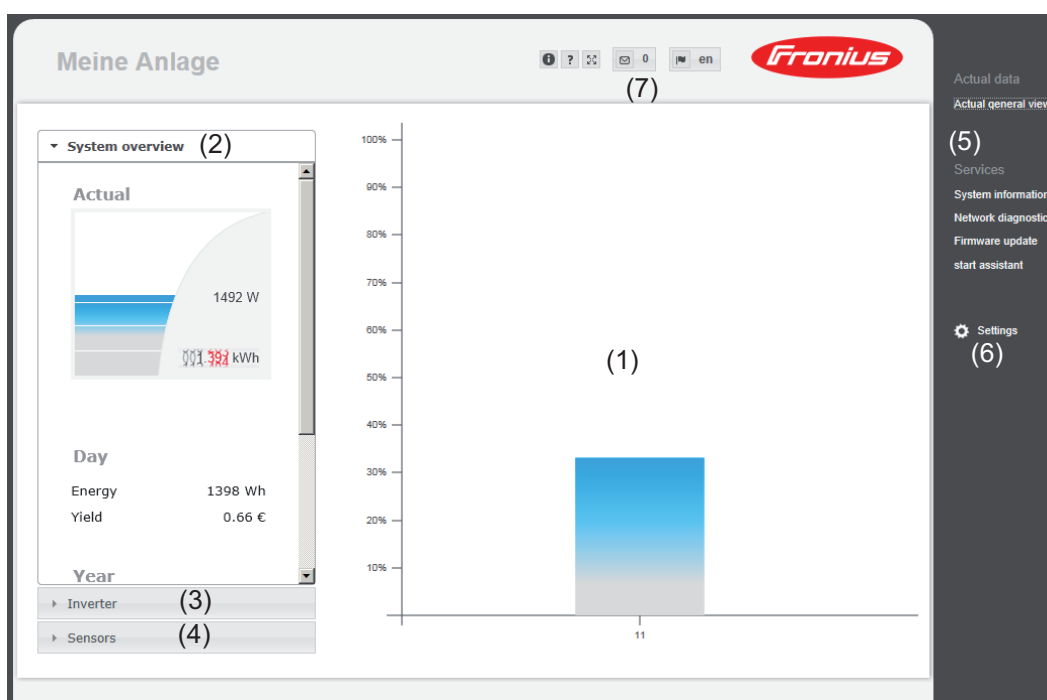 Meine Anlage
? 0 en
Fronius
(7)
System overview (2)
Actual
1492 W
kWh
Day
Energy 1398 Wh
Yield 0.66 €
Year
Inverter (3)
Sensors (4)
100%
90%
80%
70%
60%
50%
40%
30%
20%
10%
(1)
11
Actual data
Actual general view
(5)
Services
System information
Network diagnostic
Firmware update
start assistant
Settings
(6)